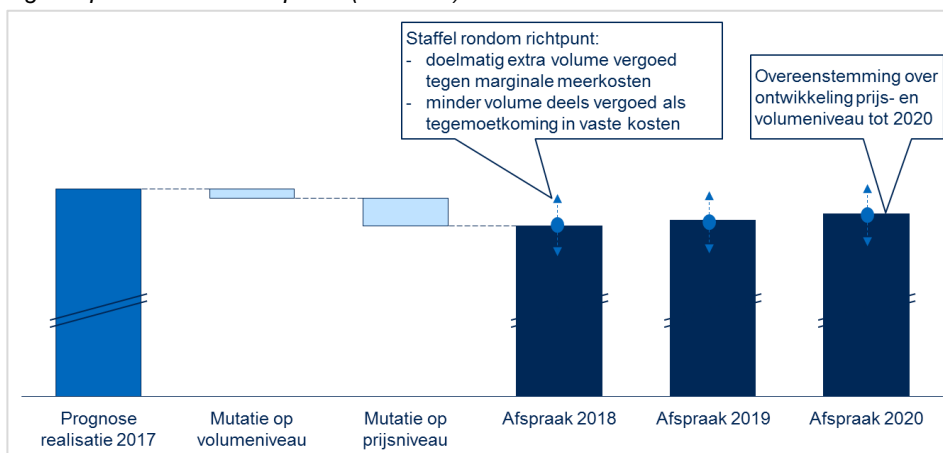 Staffel rondom richtpunt:
- doelmatig extra volume vergoed
tegen marginale meerkosten
- minder volume deels vergoed als
tegemoetkoming in vaste kosten
Overeenstemming over
ontwikkeling prijs- en
volumeniveau tot 2020
Prognose
realisatie 2017
Mutatie op
volumeniveau
Mutatie op
prijsniveau
Afspraak 2018
Afspraak 2019
Afspraak 2020